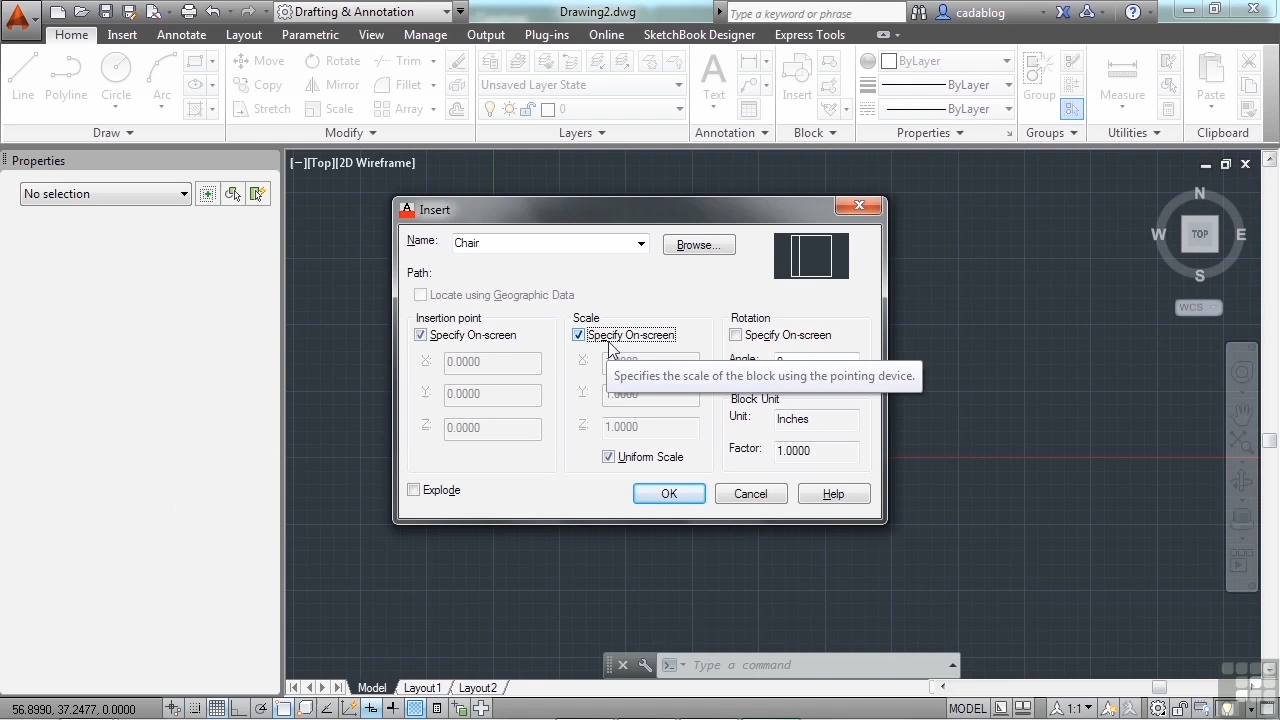 Drafting & Annotation
Drawing2.dwg
Type a keyword or phrase
cadablog
Home Insert Annotate Layout Parametric View Manage Output Plug-ins Online SketchBook Designer Express Tools
Line Polyline Circle Arc
Move Rotate Trim
Copy Mirror Fillet
Stretch Scale Array
Unsaved Layer State
0
Text
Insert
ByLayer
ByLayer
ByLayer
Group
Measure
Paste
Draw Modify Layers Annotation Block Properties Groups Utilities Clipboard
Properties
No selection
[−][Top][2D Wireframe]
N
W TOP E
S
WCS
Insert
Name: Chair Browse...
Path:
Locate using Geographic Data
Insertion point Scale Rotation
Specify On-screen Specify On-screen Specify On-screen
X: 0.0000 X: Angle:
Specifies the scale of the block using the pointing device.
Y: 0.0000 Y: 1.0000
Block Unit
Z: 0.0000 Z: 1.0000 Unit: Inches
Uniform Scale Factor: 1.0000
Explode OK Cancel Help
Type a command
Model Layout1 Layout2
56.8990, 37.2477, 0.0000 MODEL 1:1